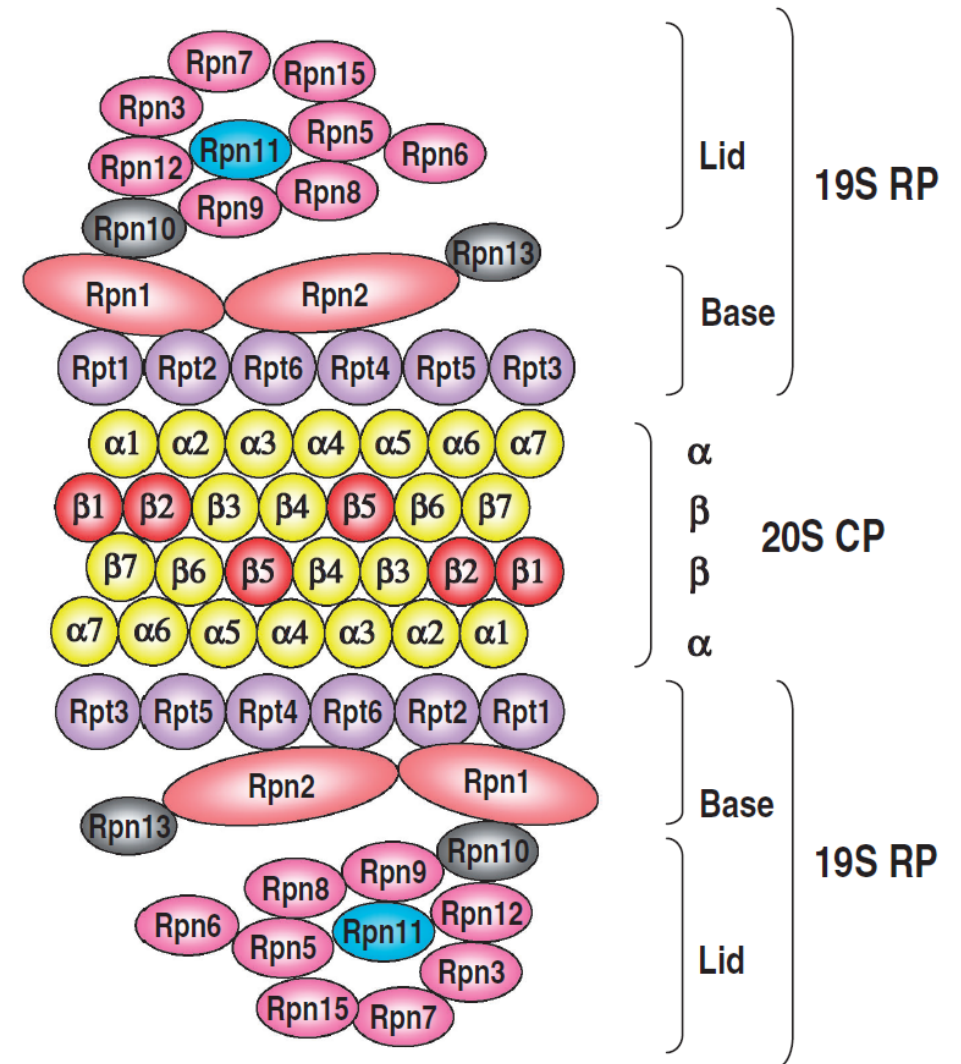 Rpn7
Rpn15
Rpn3
Rpn5
Rpn11
Rpn6
Rpn12
Lid
19S RP
Rpn8
Rpn9
Rpn10
Rpn13
Rpn1
Rpn2
Base
Rpt1 Rpt2 Rpt6 Rpt4 Rpt5 Rpt3
α1 α2 α3 α4 α5 α6 α7 α
β1 β2 β3 β4 β5 β6 β7 β
20S CP
β7 β6 β5 β4 β3 β2 β1 β
α7 α6 α5 α4 α3 α2 α1 α
Rpt3 Rpt5 Rpt4 Rpt6 Rpt2 Rpt1
Rpn2
Rpn1
Base
Rpn13
Rpn10
19S RP
Rpn9
Rpn8
Rpn12
Rpn6
Rpn11
Rpn5
Lid
Rpn3
Rpn15
Rpn7